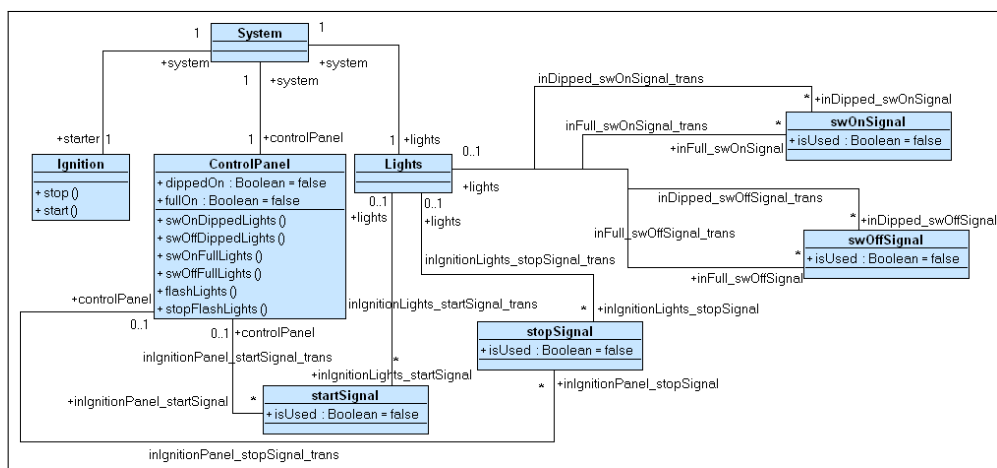 System
1
1
+system
1
+system
+system
inDipped_swOnSignal_trans
* +inDipped_swOnSignal
swOnSignal
+ isUsed : Boolean = false
inFull_swOnSignal_trans
*
+inFull_swOnSignal
+starter 1
1 +controlPanel
1 +lights
0..1
+lights
Ignition
+ stop ()
+ start ()
ControlPanel
+ dippedOn : Boolean = false
+ fullOn : Boolean = false
+ swOnDippedLights ()
+ swOffDippedLights ()
+ swOnFullLights ()
+ swOffFullLights ()
+ flashLights ()
+ stopFlashLights ()
Lights
0..1
+lights
0..1
+lights
inDipped_swOffSignal_trans
* +inDipped_swOffSignal
inFull_swOffSignal_trans
*
+inFull_swOffSignal
swOffSignal
+ isUsed : Boolean = false
inIgnitionLights_stopSignal_trans
* +inIgnitionLights_stopSignal
stopSignal
+ isUsed : Boolean = false
* +inIgnitionPanel_stopSignal
+controlPanel
0..1
0..1 +controlPanel
inIgnitionLights_startSignal_trans
*
+inIgnitionLights_startSignal
inIgnitionPanel_startSignal_trans
+inIgnitionPanel_startSignal *
startSignal
+ isUsed : Boolean = false
inIgnitionPanel_stopSignal_trans